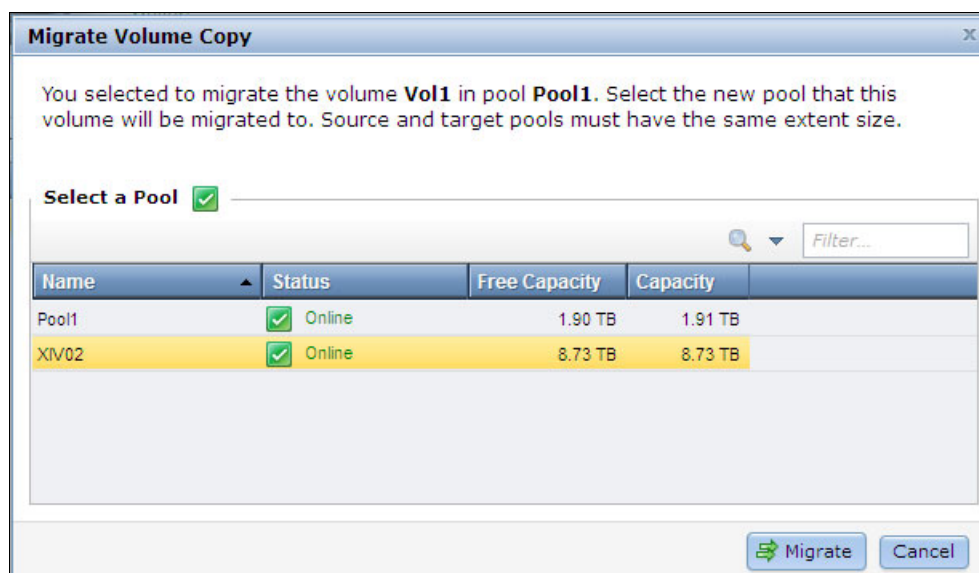 Migrate Volume Copy x
You selected to migrate the volume Vol1 in pool Pool1. Select the new pool that this
volume will be migrated to. Source and target pools must have the same extent size.
Select a Pool
Filter...
Name Status Free Capacity Capacity
Pool1 Online 1.90 TB 1.91 TB
XIV02 Online 8.73 TB 8.73 TB
Migrate Cancel